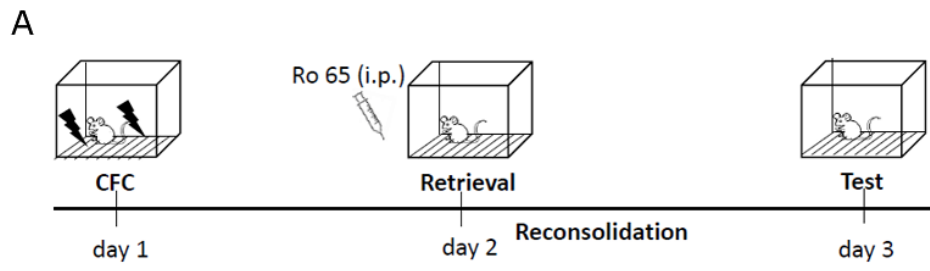 A
Ro 65 (i.p.)
CFC
Retrieval
Test
day 1
day 2
Reconsolidation
day 3